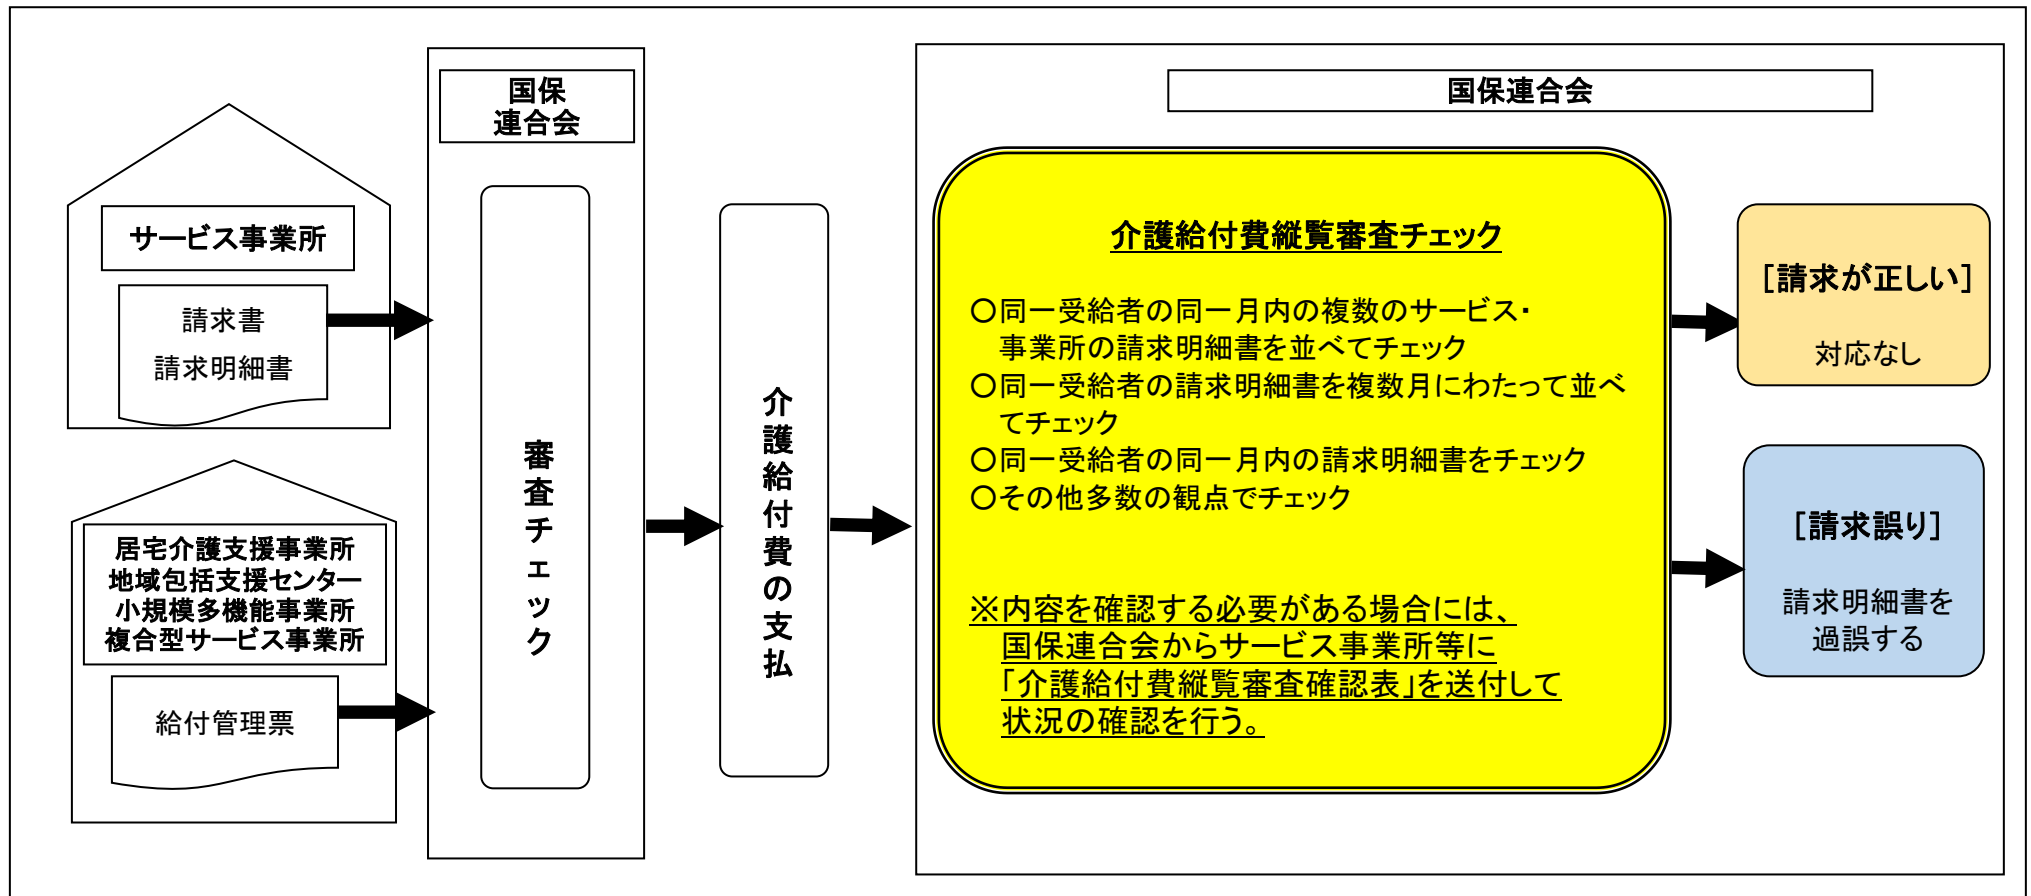 サービス事業所
請求書
請求明細書
居宅介護支援事業所
地域包括支援センター
小規模多機能事業所
複合型サービス事業所
給付管理票
国保
連合会
審査チェック
介護給付費の支払
国保連合会
介護給付費縦覧審査チェック
○同一受給者の同一月内の複数のサービス・
事業所の請求明細書を並べてチェック
○同一受給者の請求明細書を複数月にわたって並べ
てチェック
○同一受給者の同一月内の請求明細書をチェック
○その他多数の観点でチェック
※内容を確認する必要がある場合には、
国保連合会からサービス事業所等に
「介護給付費縦覧審査確認表」を送付して
状況の確認を行う。
[請求が正しい]
対応なし
[請求誤り]
請求明細書を
過誤する